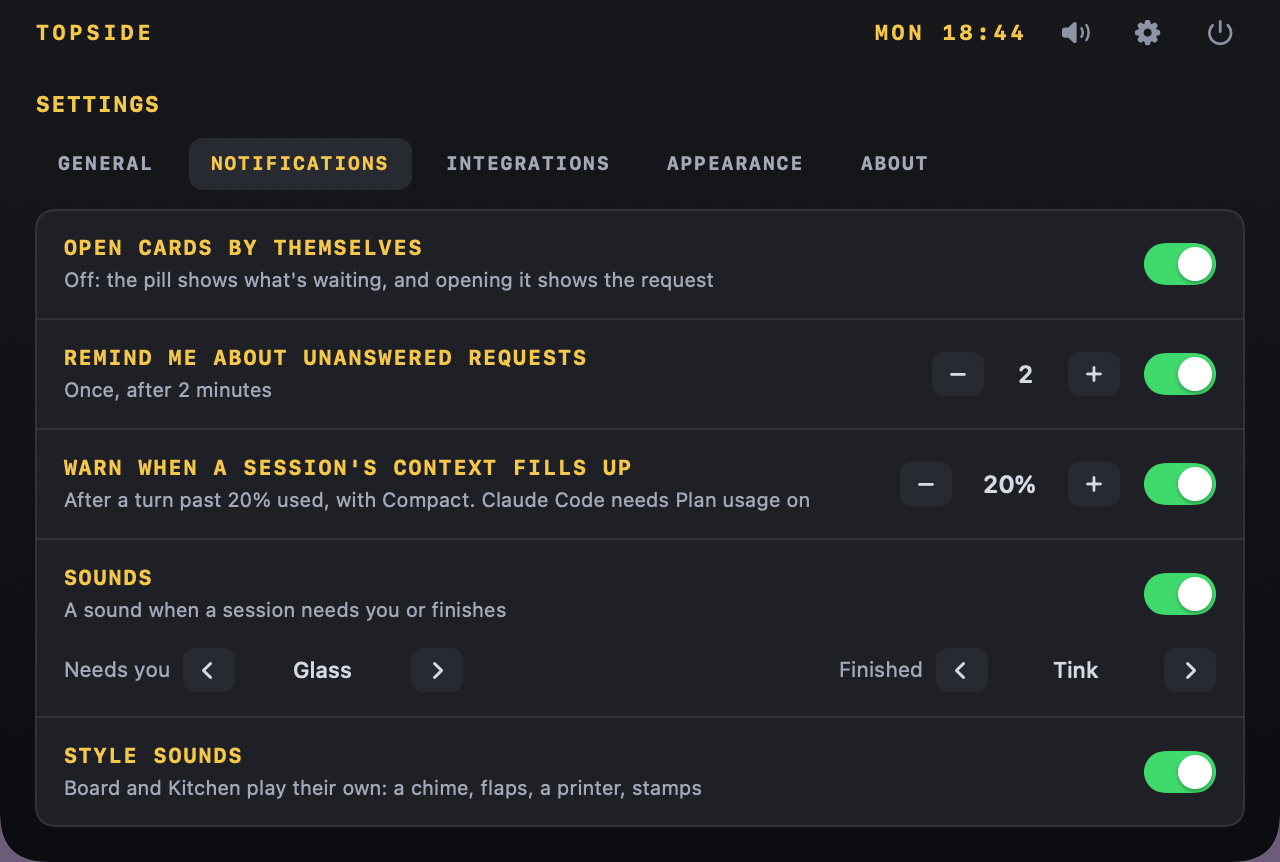 TOPSIDE MON 18:44
SETTINGS
GENERAL NOTIFICATIONS INTEGRATIONS APPEARANCE ABOUT
OPEN CARDS BY THEMSELVES
Off: the pill shows what's waiting, and opening it shows the request
REMIND ME ABOUT UNANSWERED REQUESTS
Once, after 2 minutes
− 2 +
WARN WHEN A SESSION'S CONTEXT FILLS UP
After a turn past 20% used, with Compact. Claude Code needs Plan usage on
− 20% +
SOUNDS
A sound when a session needs you or finishes
Needs you Glass Finished Tink
STYLE SOUNDS
Board and Kitchen play their own: a chime, flaps, a printer, stamps